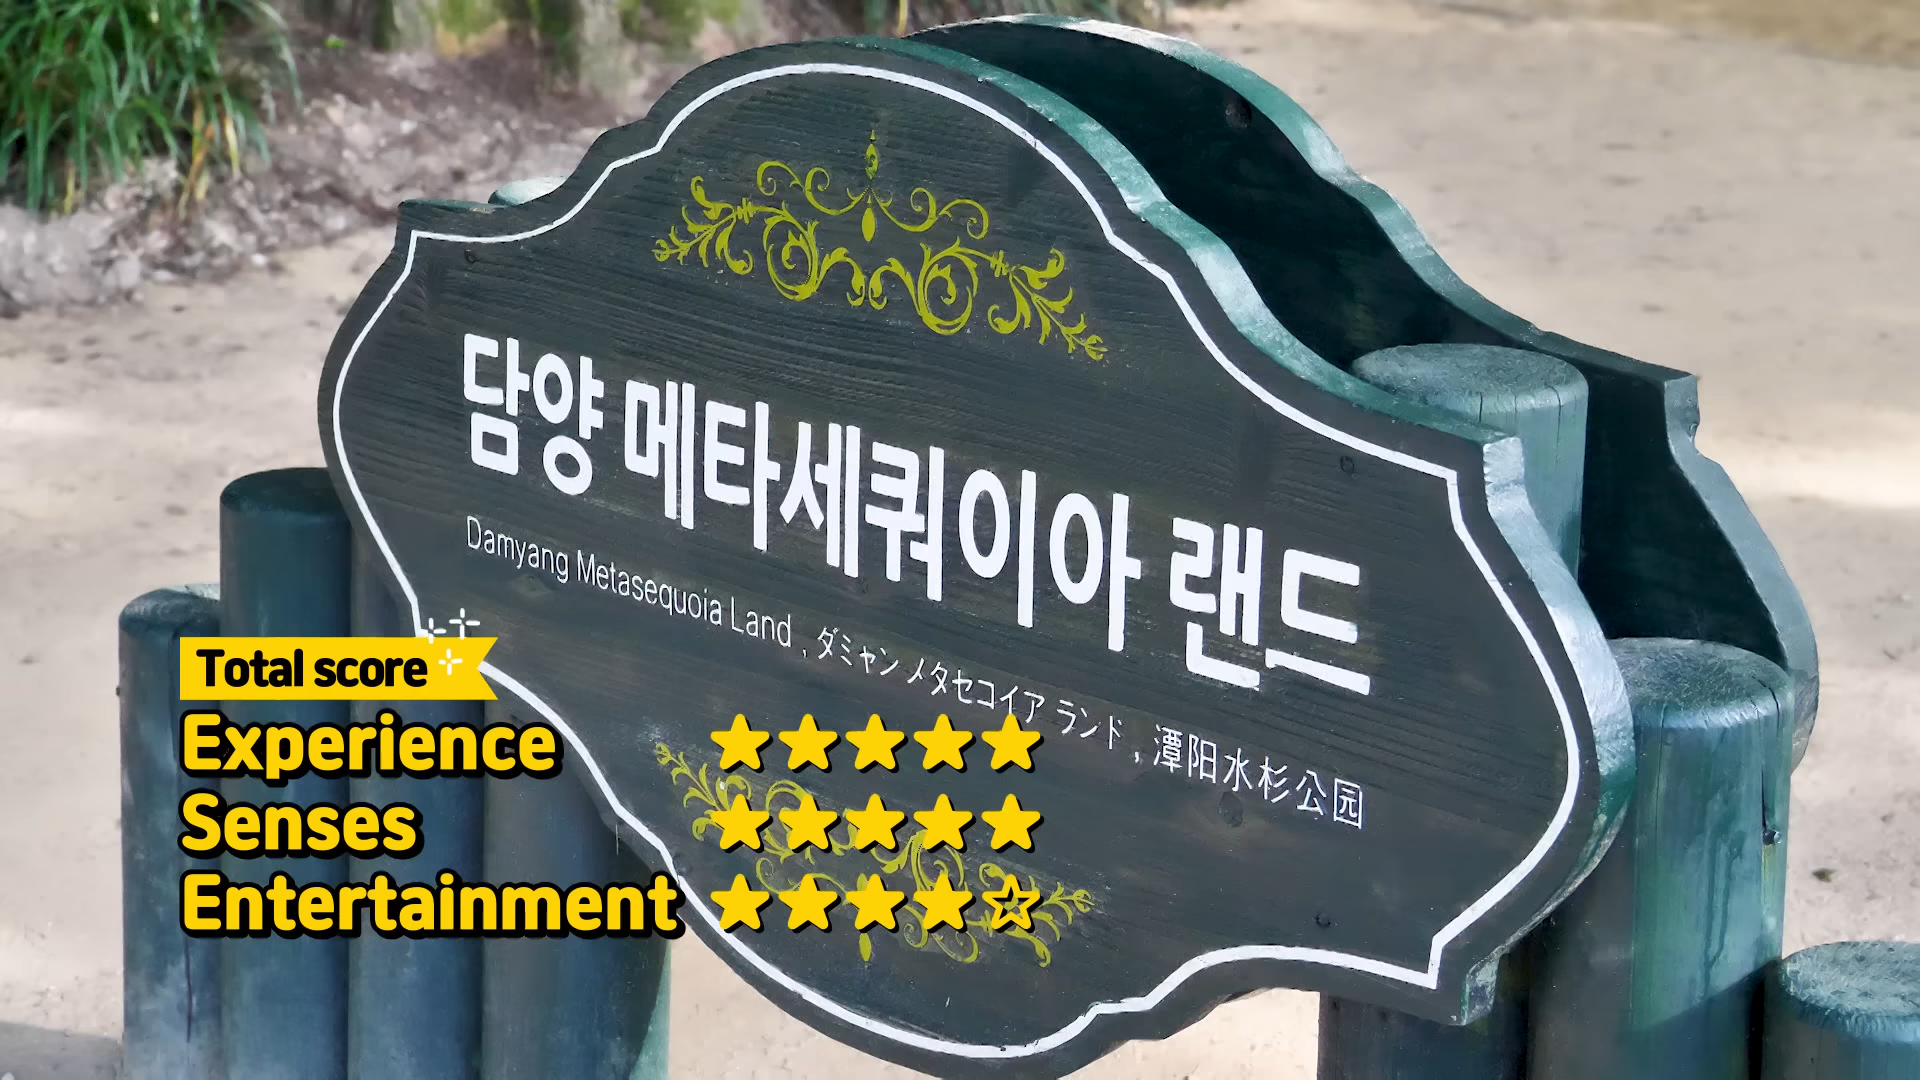 담양 메타세쿼이아 랜드
Damyang Metasequoia Land , ダミャン メタセコイア ランド , 潭阳水杉公园
Total score
Experience ★★★★★
Senses ★★★★★
Entertainment ★★★★☆